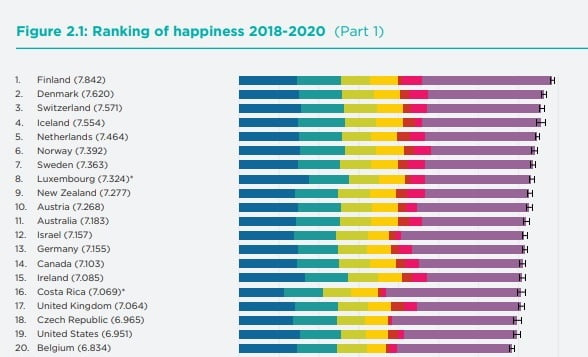 Figure 2.1: Ranking of happiness 2018-2020 (Part 1)
1. Finland (7.842)
2. Denmark (7.620)
3. Switzerland (7.571)
4. Iceland (7.554)
5. Netherlands (7.464)
6. Norway (7.392)
7. Sweden (7.363)
8. Luxembourg (7.324)*
9. New Zealand (7.277)
10. Austria (7.268)
11. Australia (7.183)
12. Israel (7.157)
13. Germany (7.155)
14. Canada (7.103)
15. Ireland (7.085)
16. Costa Rica (7.069)*
17. United Kingdom (7.064)
18. Czech Republic (6.965)
19. United States (6.951)
20. Belgium (6.834)